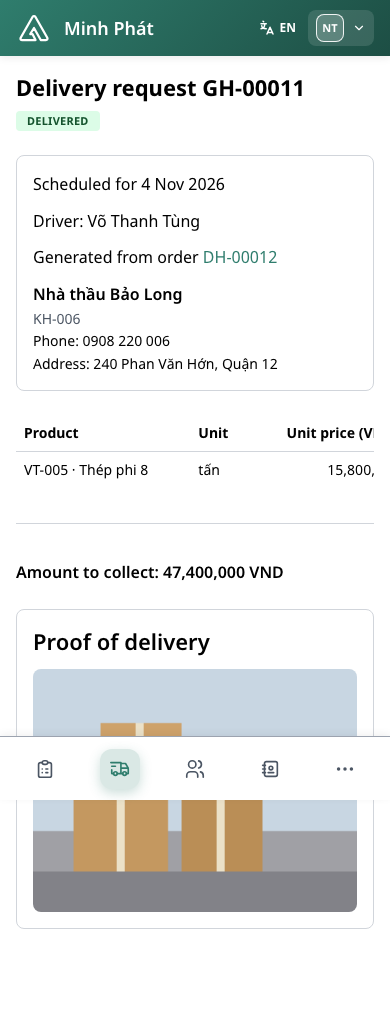 Minh Phát
EN
NT
Delivery request GH-00011
DELIVERED
Scheduled for 4 Nov 2026
Driver: Võ Thanh Tùng
Generated from order DH-00012
Nhà thầu Bảo Long
KH-006
Phone: 0908 220 006
Address: 240 Phan Văn Hớn, Quận 12
Product Unit Unit price
VT-005 · Thép phi 8 tấn 15,800,
Amount to collect: 47,400,000 VND
Proof of delivery